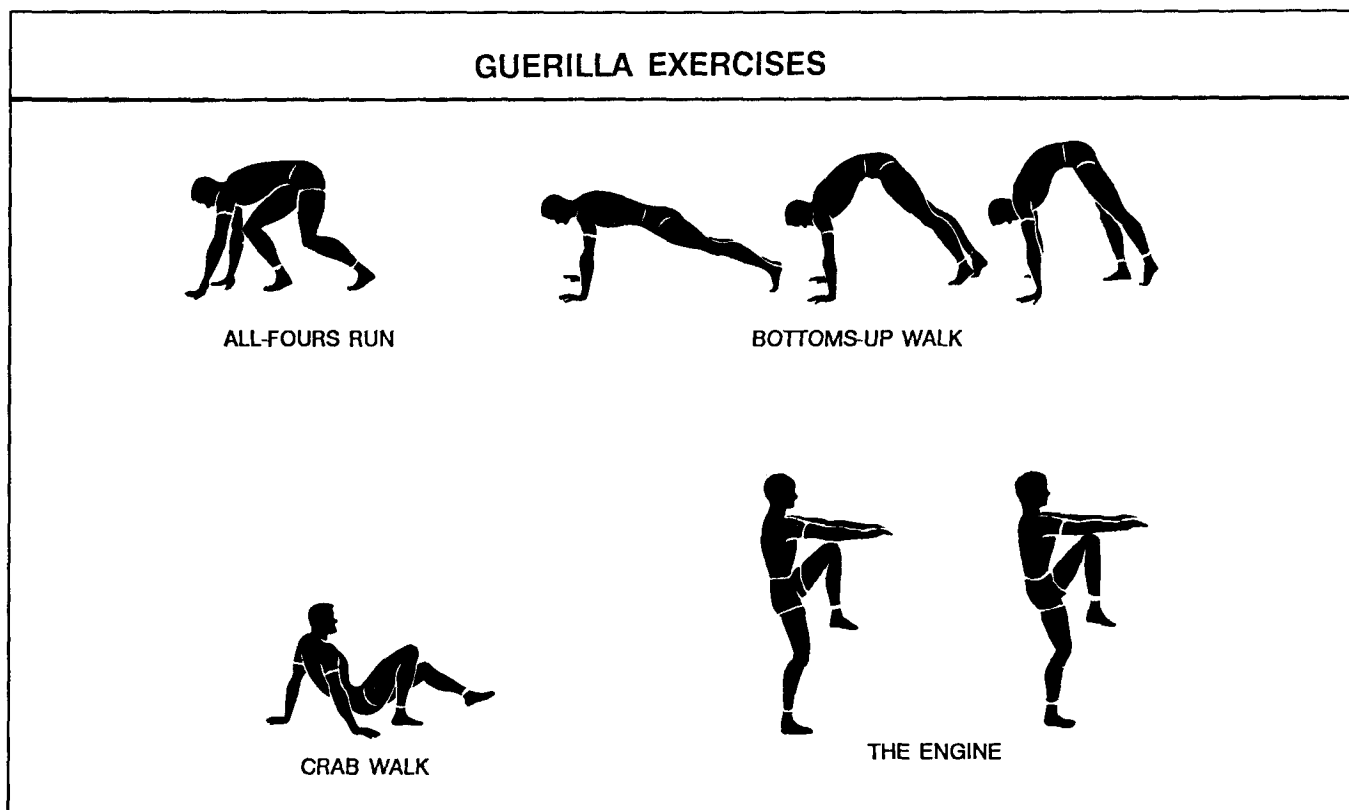 GUERILLA EXERCISES
ALL-FOURS RUN
BOTTOMS-UP WALK
CRAB WALK
THE ENGINE